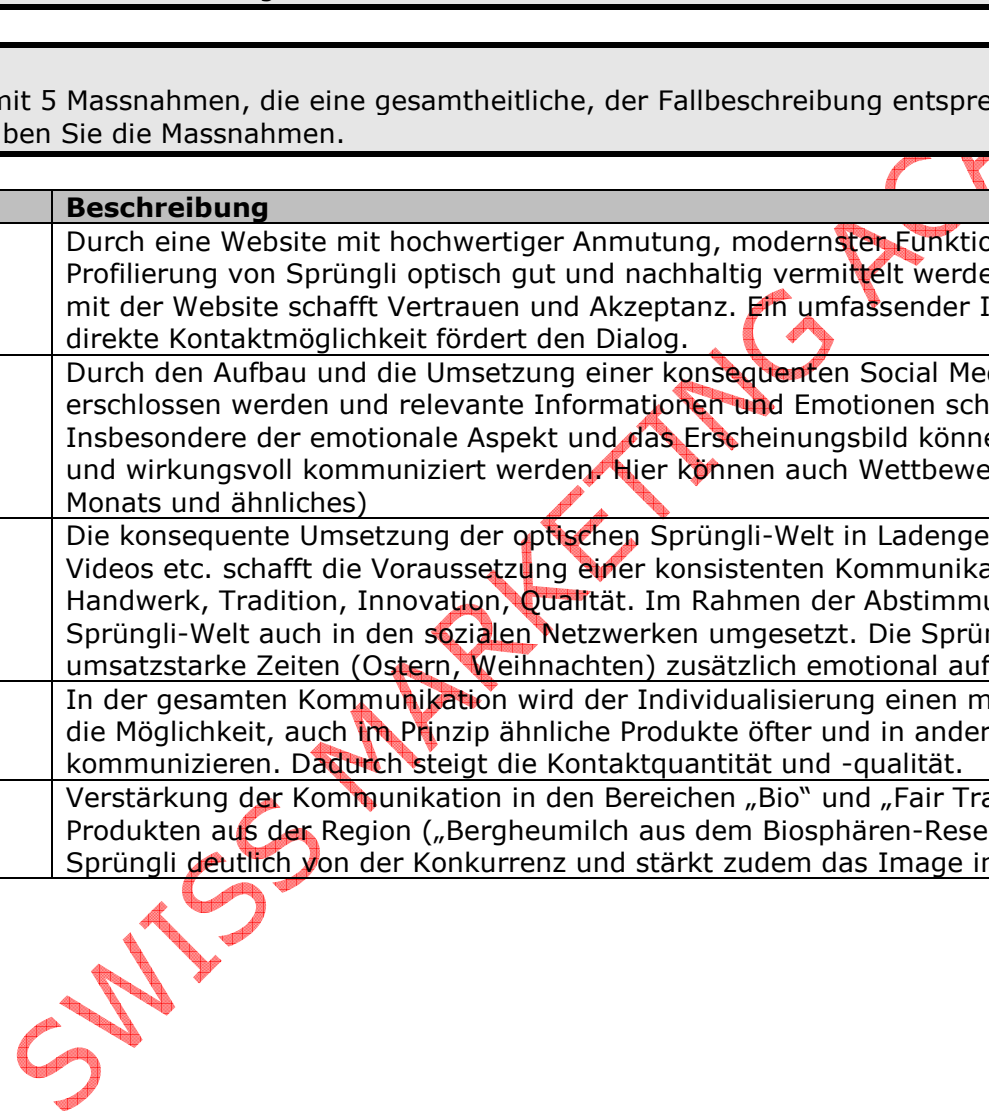 mit 5 Massnahmen, die eine gesamtheitliche, der Fallbeschreibung entspre
ben Sie die Massnahmen.
Beschreibung
Durch eine Website mit hochwertiger Anmutung, modernster Funktio
Profilierung von Sprüngli optisch gut und nachhaltig vermittelt werde
mit der Website schafft Vertrauen und Akzeptanz. Ein umfassender I
direkte Kontaktmöglichkeit fördert den Dialog.
Durch den Aufbau und die Umsetzung einer konsequenten Social Med
erschlossen werden und relevante Informationen und Emotionen sch
Insbesondere der emotionale Aspekt und das Erscheinungsbild könne
und wirkungsvoll kommuniziert werden. Hier können auch Wettbewe
Monats und ähnliches)
Die konsequente Umsetzung der optischen Sprüngli-Welt in Ladenge
Videos etc. schafft die Voraussetzung einer konsistenten Kommunika
Handwerk, Tradition, Innovation, Qualität. Im Rahmen der Abstimmu
Sprüngli-Welt auch in den sozialen Netzwerken umgesetzt. Die Sprün
umsatzstarke Zeiten (Ostern, Weihnachten) zusätzlich emotional auf
In der gesamten Kommunikation wird der Individualisierung einen m
die Möglichkeit, auch im Prinzip ähnliche Produkte öfter und in ander
kommunizieren. Dadurch steigt die Kontaktquantität und -qualität.
Verstärkung der Kommunikation in den Bereichen „Bio“ und „Fair Tra
Produkten aus der Region („Bergheumilch aus dem Biosphären-Rese
Sprüngli deutlich von der Konkurrenz und stärkt zudem das Image in
SWISS MARKETING AC